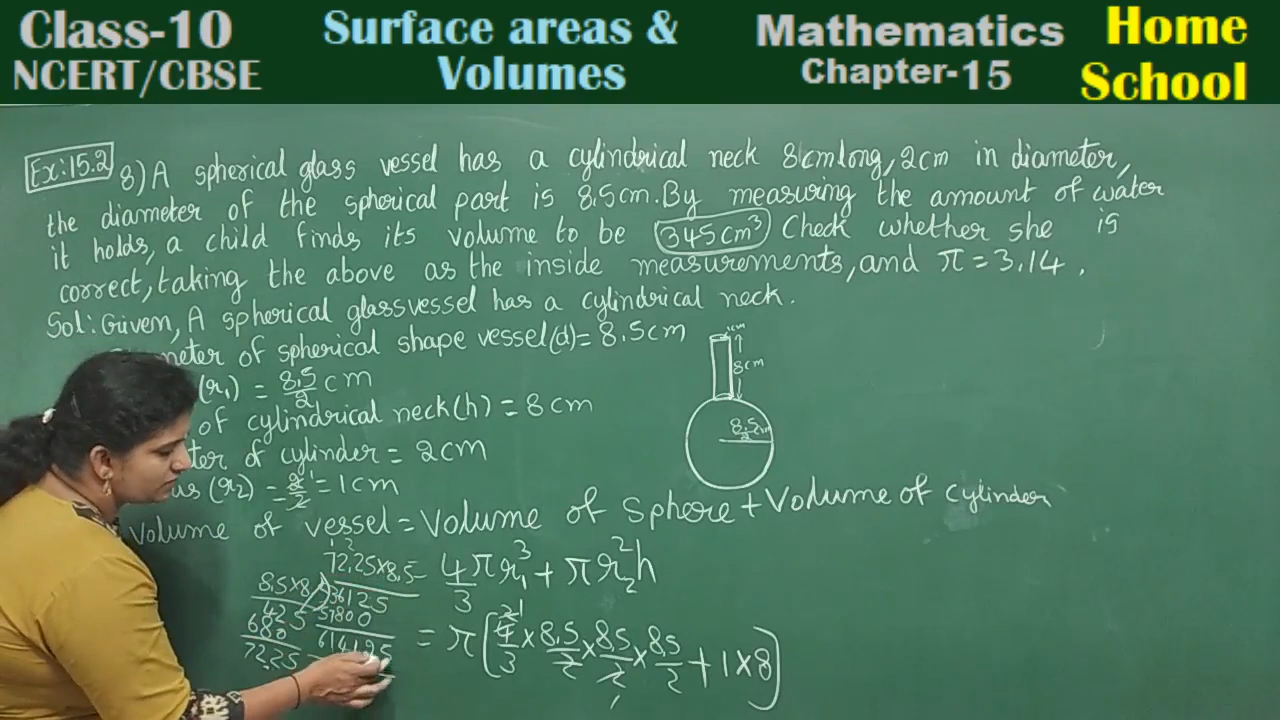 Class-10
NCERT/CBSE
Surface areas &
Volumes
Mathematics
Chapter-15
Home
School
Ex:15.2 8) A spherical glass vessel has a cylindrical neck 8cm long, 2cm in diameter,
the diameter of the spherical part is 8.5cm. By measuring the amount of water
it holds, a child finds its volume to be 345cm³ Check whether she is
correct, taking the above as the inside measurements, and π = 3.14.
Sol: Given, A spherical glass vessel has a cylindrical neck.
meter of spherical shape vessel(d) = 8.5cm
(r₁) = 8.5/2 cm
of cylindrical neck(h) = 8cm
ter of cylinder = 2cm
us (r₂) = 2/2 = 1cm
8cm
8.5/2
Volume of vessel = Volume of Sphere + Volume of cylinder
= 4/3 πr₁³ + πr₂²h
= π[4/3 × 8.5/2 × 8.5/2 × 8.5/2 + 1×8]
425
680
72.25
72.25×8.5
36125
57800